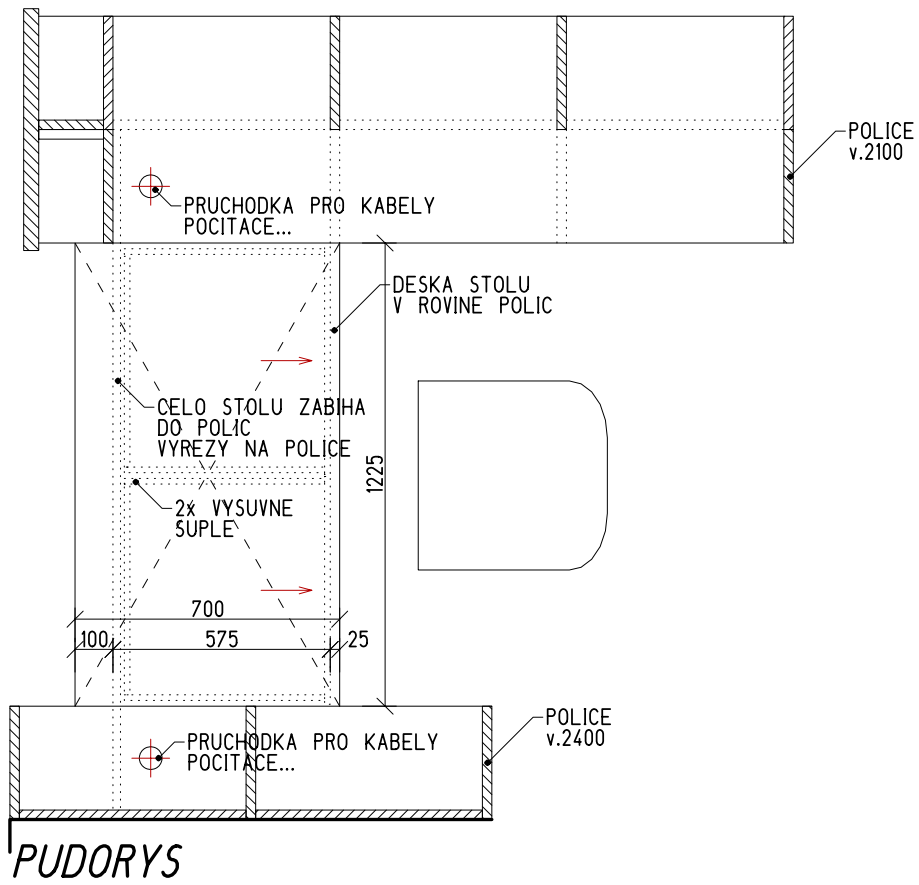 POLICE
v.2100
PRUCHODKA PRO KABELY
POCITACE...
DESKA STOLU
V ROVINE POLIC
CELO STOLU ZABIHA
DO POLIC
VYREZY NA POLICE
1225
2x VYSUVNE
SUPLE
700
100 575 25
POLICE
v.2400
PRUCHODKA PRO KABELY
POCITACE...
PUDORYS